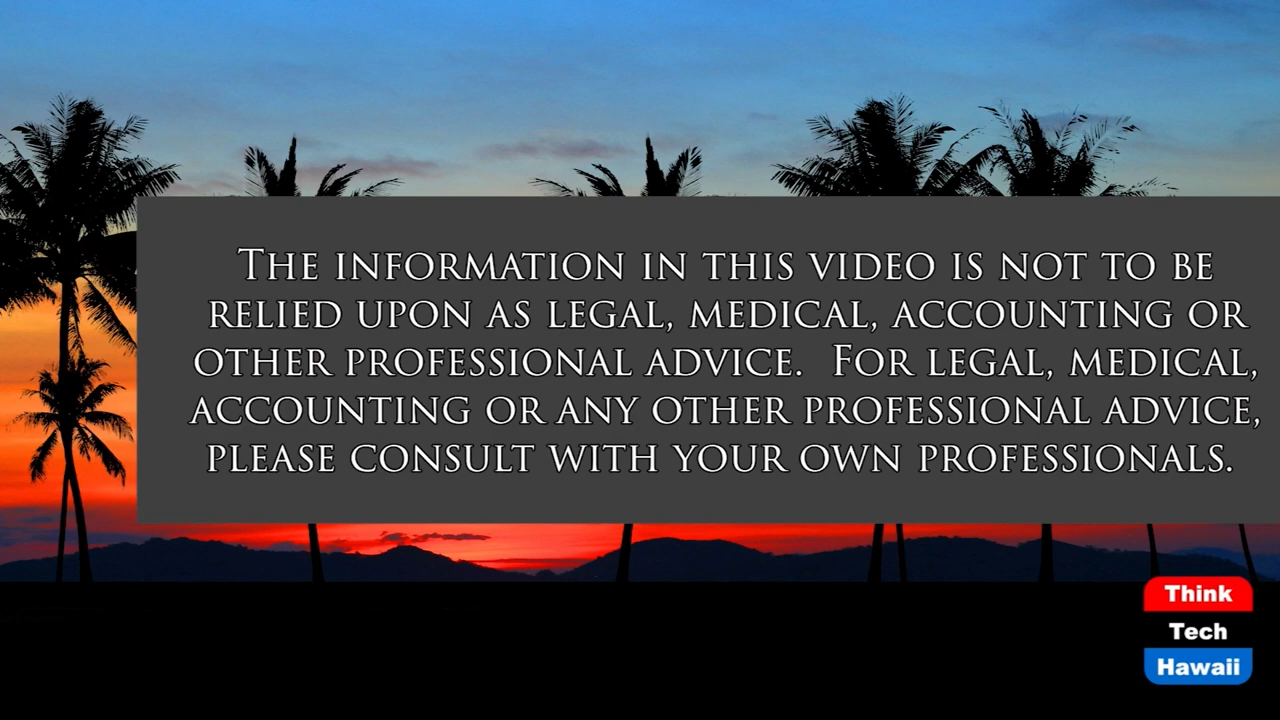 The information in this video is not to be
relied upon as legal, medical, accounting or
other professional advice.  For legal, medical,
accounting or any other professional advice,
please consult with your own professionals.
Think
Tech
Hawaii